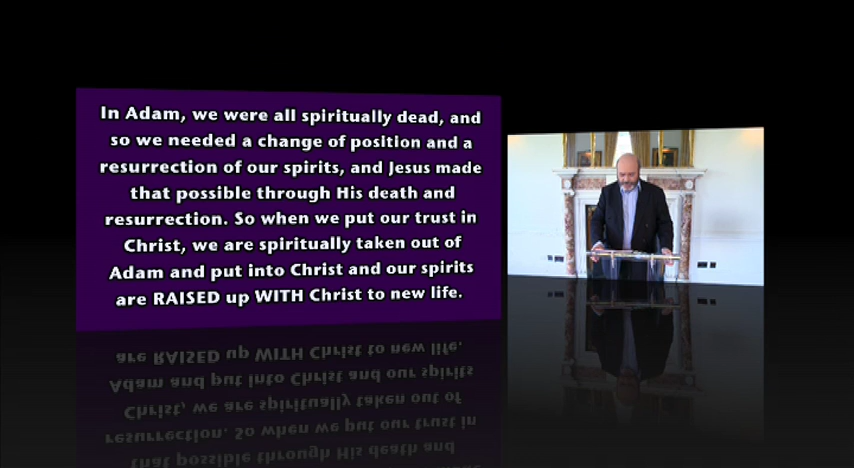 In Adam, we were all spiritually dead, and
so we needed a change of position and a
resurrection of our spirits, and Jesus made
that possible through His death and
resurrection. So when we put our trust in
Christ, we are spiritually taken out of
Adam and put into Christ and our spirits
are RAISED up WITH Christ to new life.